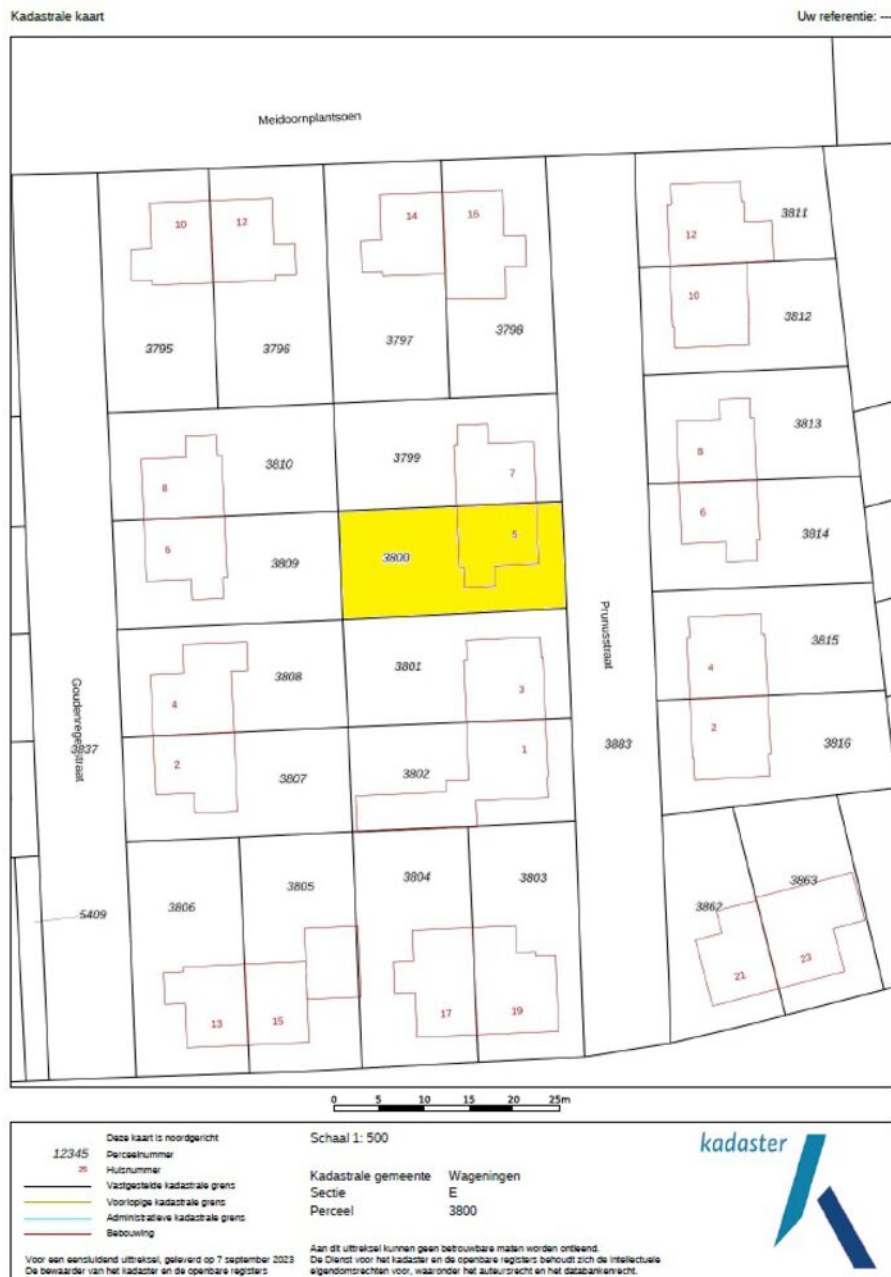 Kadastrale kaart
Uw referentie: ---
Meidoornplantsoen
10
12
14
16
12
3811
10
3812
3795
3796
3797
3798
8
3810
3799
7
8
3813
6
3809
3800
5
6
3814
Prunusstraat
4
3808
3801
3
4
3815
Goudenregenstraat
3837
2
3807
3802
1
3883
2
3816
3806
3805
3804
3803
3862
3863
5409
13
15
17
19
21
23
0 5 10 15 20 25m
Deze kaart is noordgericht
12345 Perceelnummer
25 Huisnummer
Vastgestelde kadastrale grens
Voorlopige kadastrale grens
Administratieve kadastrale grens
Bebouwing
Schaal 1: 500
Kadastrale gemeente Wageningen
Sectie E
Perceel 3800
kadaster
Voor een eensluidend uittreksel, geleverd op 7 september 2023
De bewaarder van het kadaster en de openbare registers
Aan dit uittreksel kunnen geen betrouwbare maten worden ontleend.
De Dienst voor het kadaster en de openbare registers behoudt zich de intellectuele
eigendomsrechten voor, waaronder het auteursrecht en het databankenrecht.